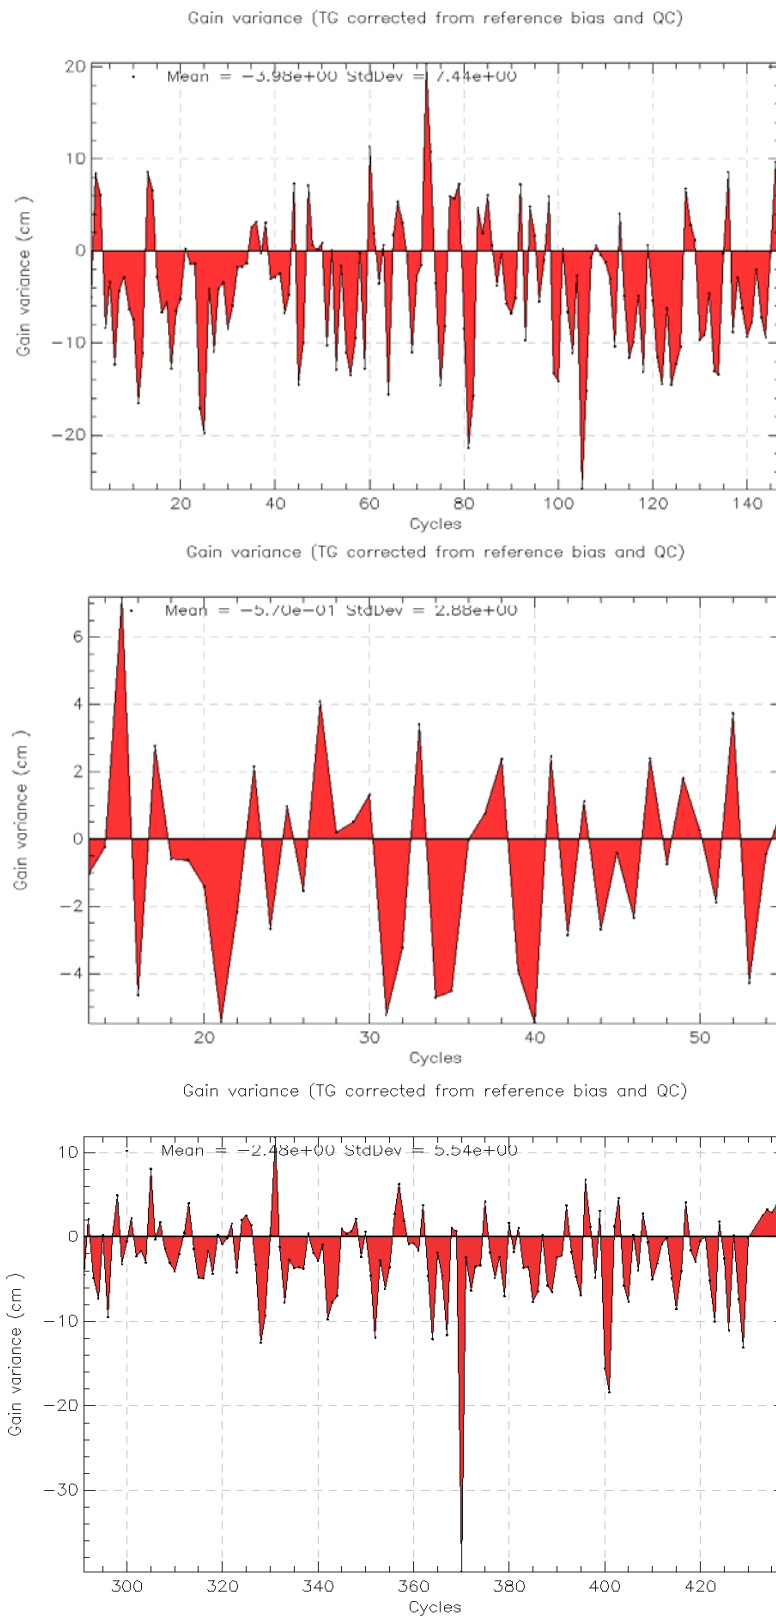 Gain variance (TG corrected from reference bias and QC)
Mean = −3.98e+00 StdDev = 7.44e+00
20
10
0
−10
−20
Gain variance (cm )
20 40 60 80 100 120 140
Cycles
Gain variance (TG corrected from reference bias and QC)
Mean = −5.70e−01 StdDev = 2.88e+00
6
4
2
0
−2
−4
Gain variance (cm )
20 30 40 50
Cycles
Gain variance (TG corrected from reference bias and QC)
Mean = −2.48e+00 StdDev = 5.54e+00
10
0
−10
−20
−30
Gain variance (cm )
300 320 340 360 380 400 420
Cycles